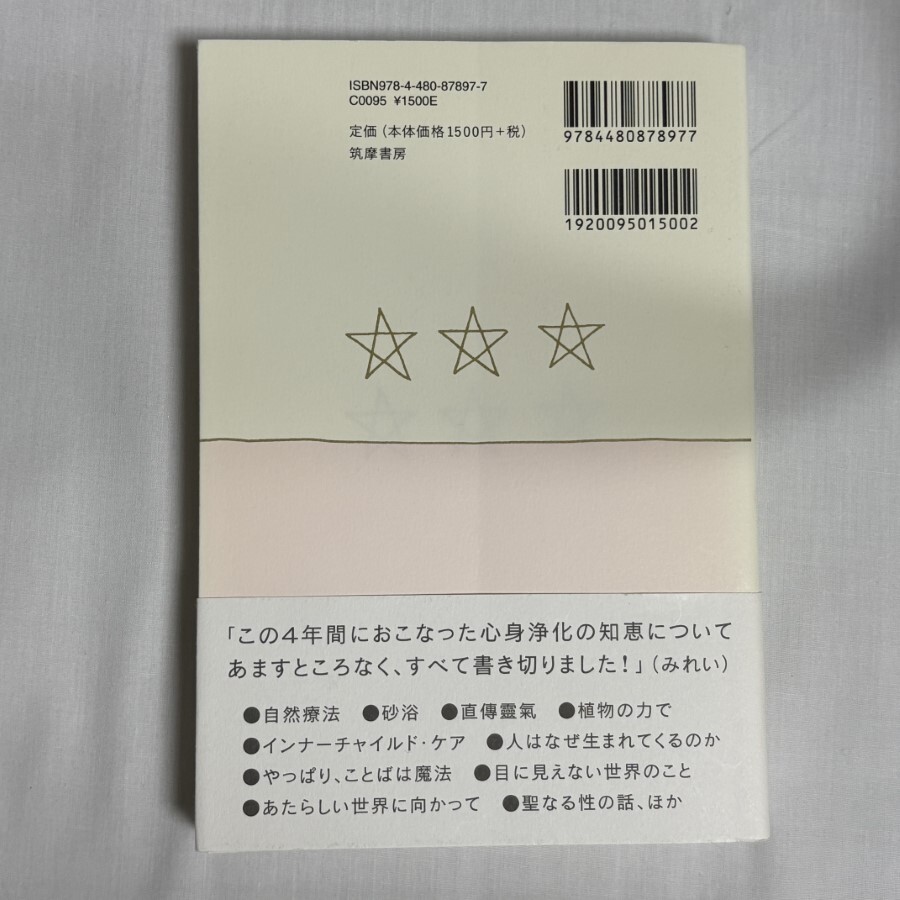 ISBN978-4-480-87897-7
C0095 ¥1500E
定価(本体価格1500円+税)
筑摩書房
9784480878977
1920095015002
「この4年間におこなった心身浄化の知恵について
あますところなく、すべて書き切りました!」(みれい)
●自然療法 ●砂浴 ●直傳靈氣 ●植物の力で
●インナーチャイルド・ケア ●人はなぜ生まれてくるのか
●やっぱり、ことばは魔法 ●目に見えない世界のこと
●あたらしい世界に向かって ●聖なる性の話、ほか